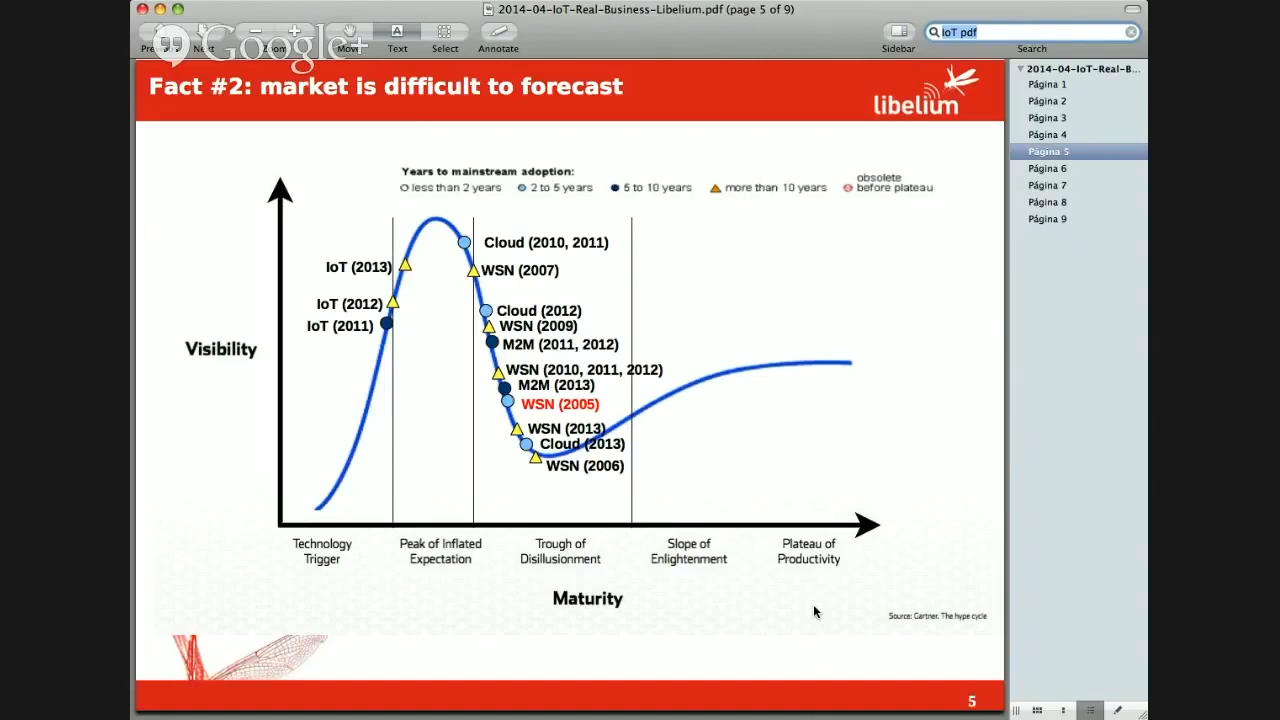 2014-04-IoT-Real-Business-Libelium.pdf (page 5 of 9)
Google+
Next
Zoom
Move
Text
Select
Annotate
Sidebar
IoT pdf
Search
Fact #2: market is difficult to forecast
libelium
Years to mainstream adoption:
less than 2 years
2 to 5 years
5 to 10 years
more than 10 years
obsolete
before plateau
Cloud (2010, 2011)
IoT (2013)
WSN (2007)
IoT (2012)
Cloud (2012)
IoT (2011)
WSN (2009)
M2M (2011, 2012)
Visibility
WSN (2010, 2011, 2012)
M2M (2013)
WSN (2005)
WSN (2013)
Cloud (2013)
WSN (2006)
Technology
Trigger
Peak of Inflated
Expectation
Trough of
Disillusionment
Slope of
Enlightenment
Plateau of
Productivity
Maturity
Source: Gartner. The hype cycle
5
2014-04-IoT-Real-B...
Página 1
Página 2
Página 3
Página 4
Página 5
Página 6
Página 7
Página 8
Página 9